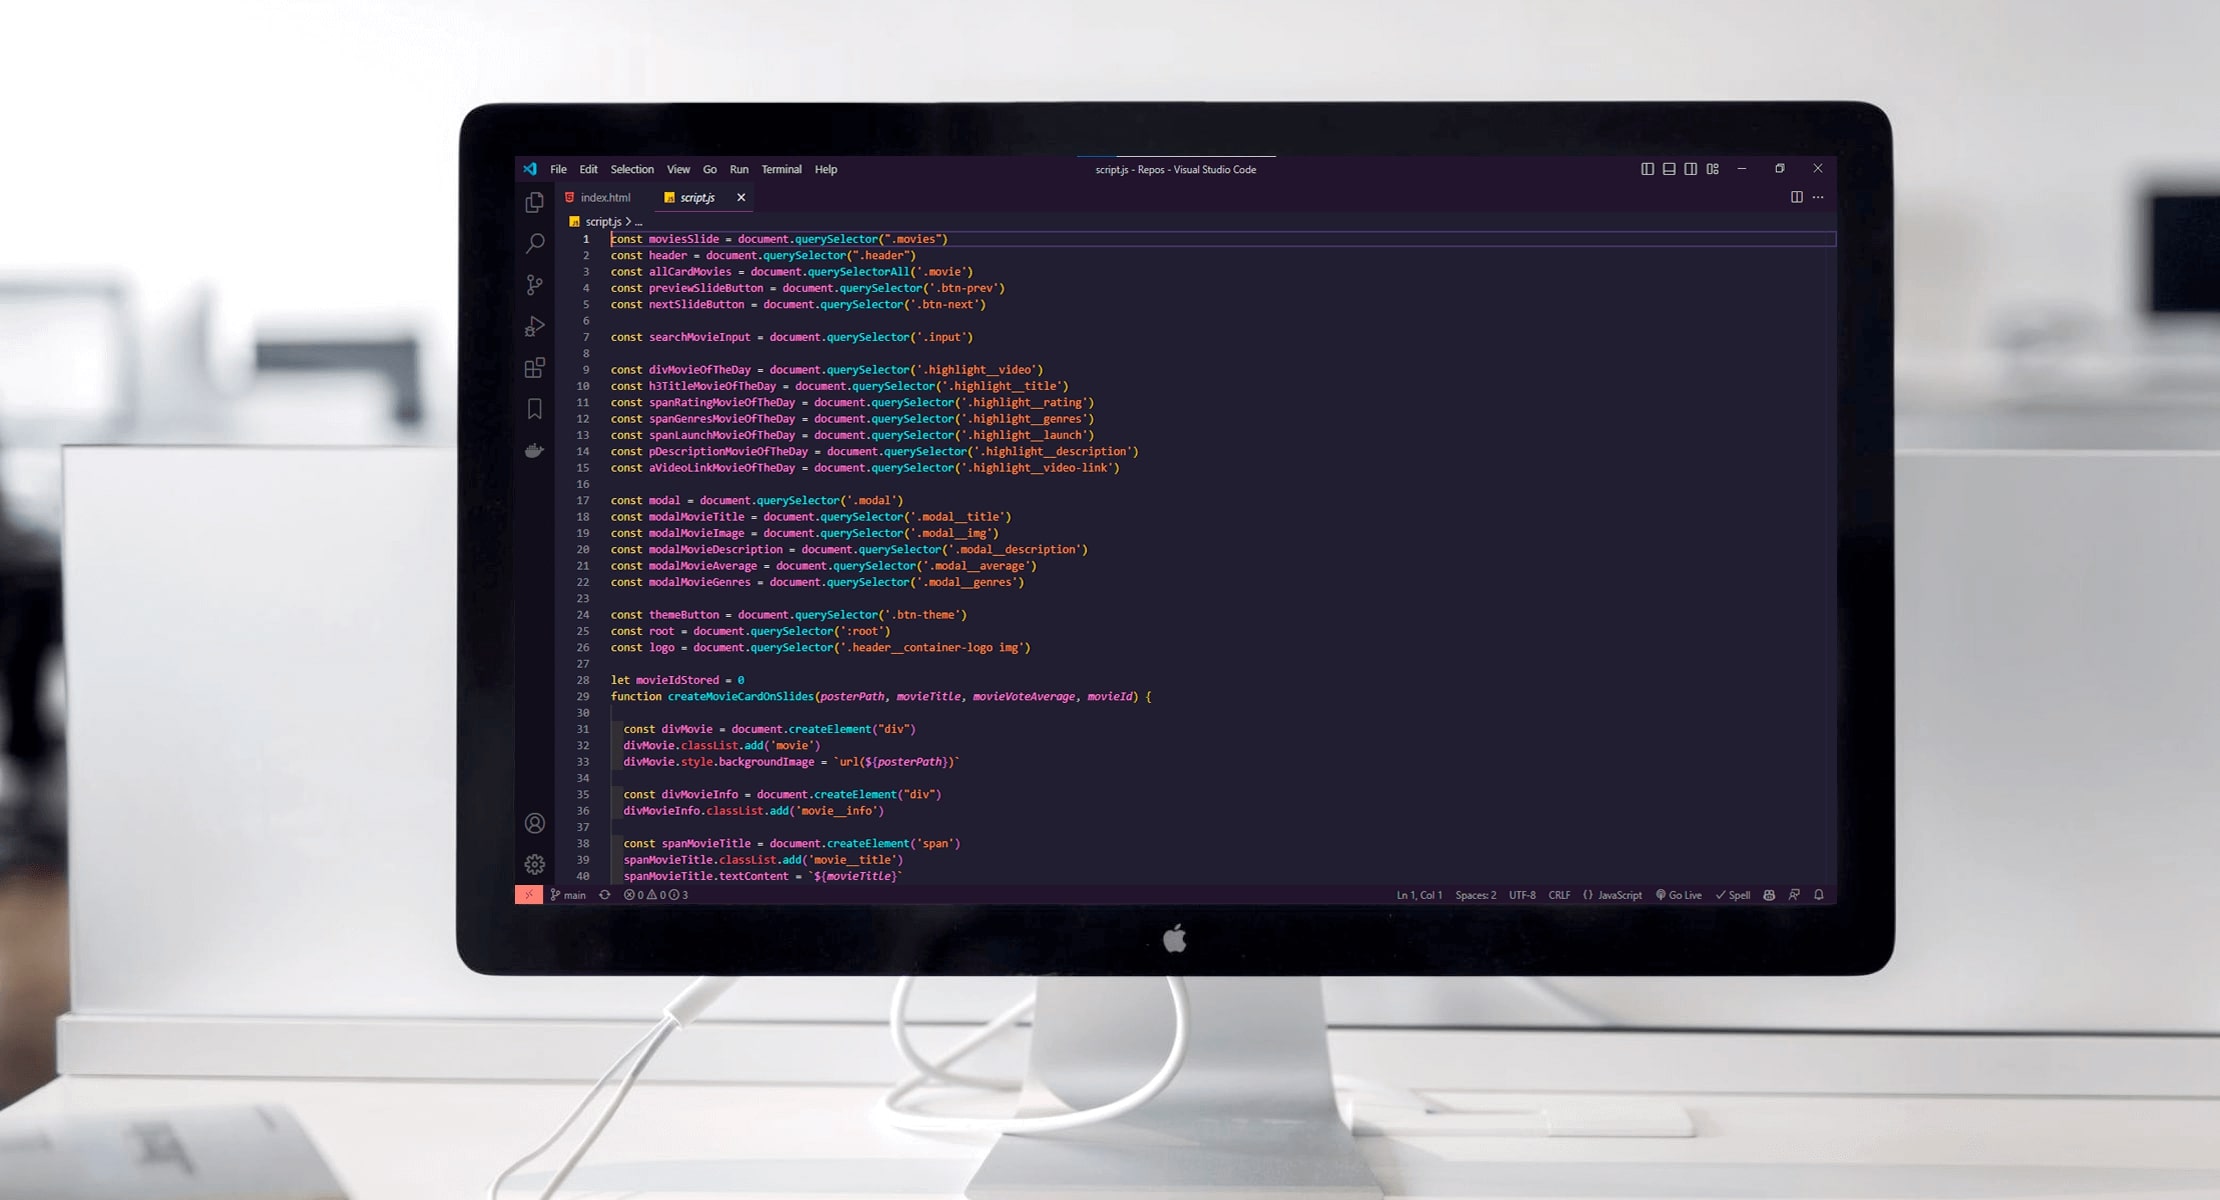 File Edit Selection View Go Run Terminal Help
script.js - Repos - Visual Studio Code
index.html script.js
script.js > ...
1 const moviesSlide = document.querySelector(".movies")
2 const header = document.querySelector(".header")
3 const allCardMovies = document.querySelectorAll('.movie')
4 const previewSlideButton = document.querySelector('.btn-prev')
5 const nextSlideButton = document.querySelector('.btn-next')
6
7 const searchMovieInput = document.querySelector('.input')
8
9 const divMovieOfTheDay = document.querySelector('.highlight__video')
10 const h3TitleMovieOfTheDay = document.querySelector('.highlight__title')
11 const spanRatingMovieOfTheDay = document.querySelector('.highlight__rating')
12 const spanGenresMovieOfTheDay = document.querySelector('.highlight__genres')
13 const spanLaunchMovieOfTheDay = document.querySelector('.highlight__launch')
14 const pDescriptionMovieOfTheDay = document.querySelector('.highlight__description')
15 const aVideoLinkMovieOfTheDay = document.querySelector('.highlight__video-link')
16
17 const modal = document.querySelector('.modal')
18 const modalMovieTitle = document.querySelector('.modal__title')
19 const modalMovieImage = document.querySelector('.modal__img')
20 const modalMovieDescription = document.querySelector('.modal__description')
21 const modalMovieAverage = document.querySelector('.modal__average')
22 const modalMovieGenres = document.querySelector('.modal__genres')
23
24 const themeButton = document.querySelector('.btn-theme')
25 const root = document.querySelector(':root')
26 const logo = document.querySelector('.header__container-logo img')
27
28 let movieIdStored = 0
29 function createMovieCardOnSlides(posterPath, movieTitle, movieVoteAverage, movieId) {
30
31 const divMovie = document.createElement("div")
32 divMovie.classList.add('movie')
33 divMovie.style.backgroundImage = `url(${posterPath})`
34
35 const divMovieInfo = document.createElement("div")
36 divMovieInfo.classList.add('movie__info')
37
38 const spanMovieTitle = document.createElement('span')
39 spanMovieTitle.classList.add('movie__title')
40 spanMovieTitle.textContent = `${movieTitle}`
main 0 0 3 Ln 1, Col 1 Spaces: 2 UTF-8 CRLF {} JavaScript Go Live Spell